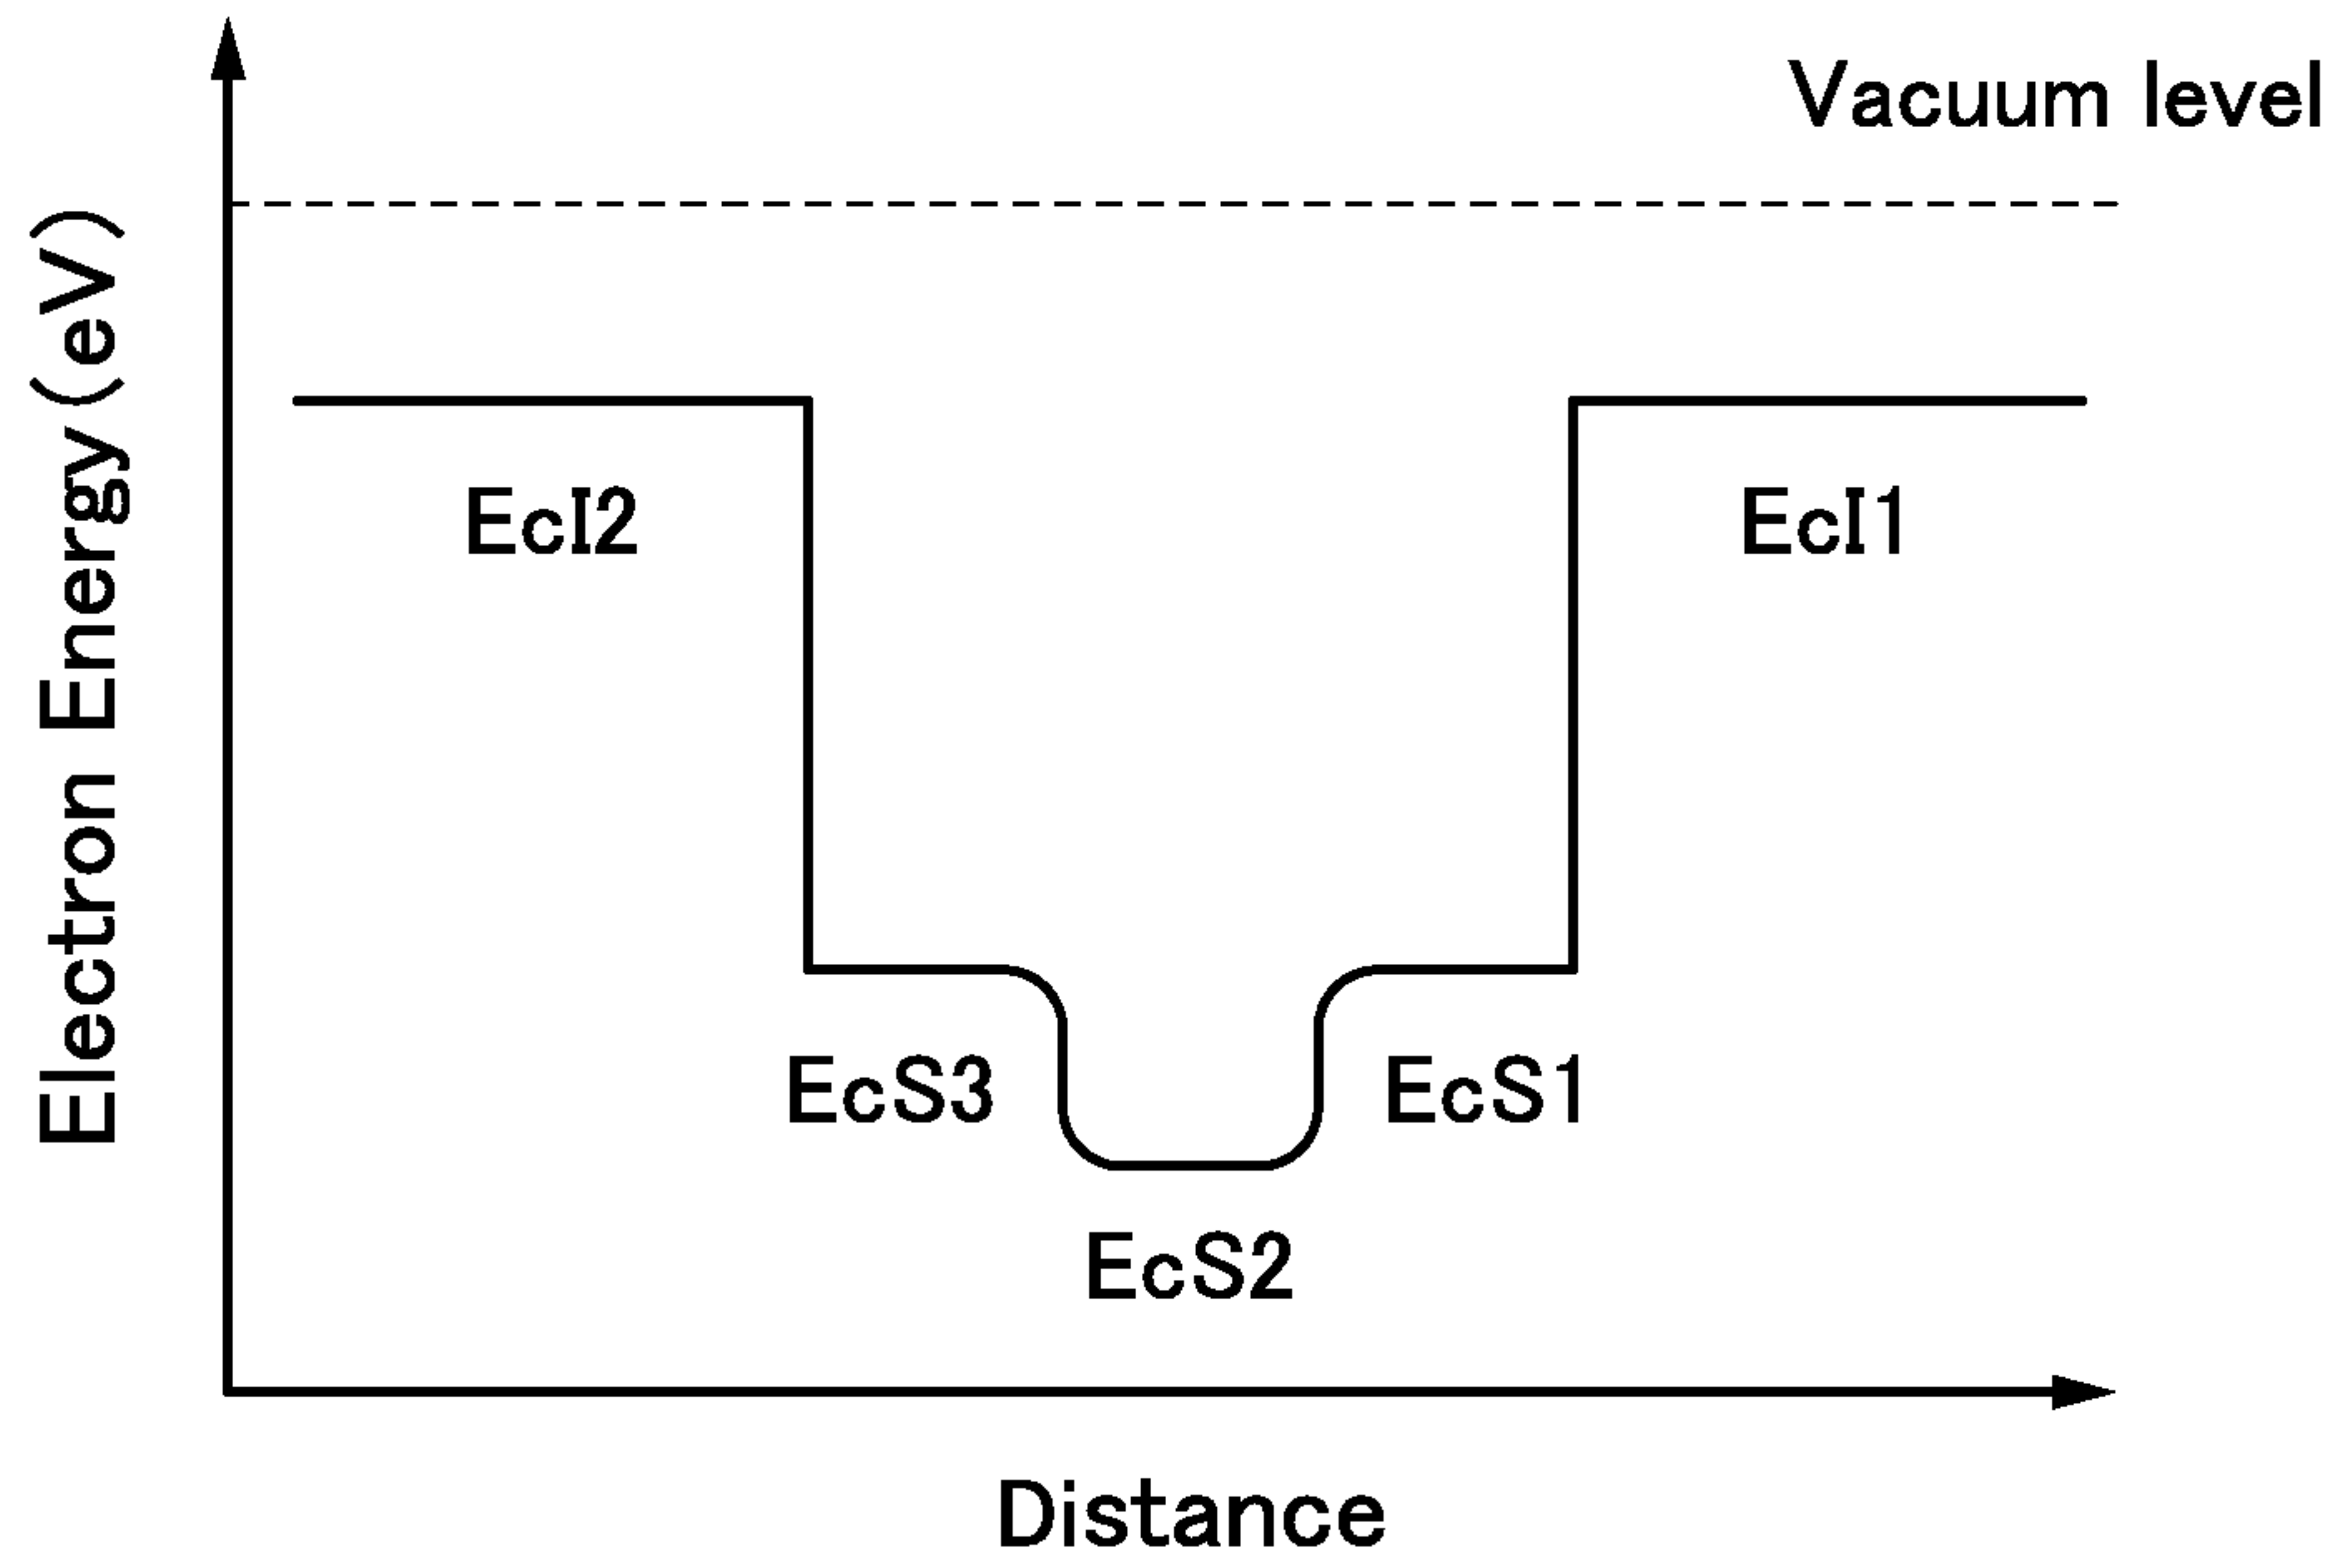 Vacuum level
Electron Energy(eV)
EcI2
EcI1
EcS3
EcS1
EcS2
Distance